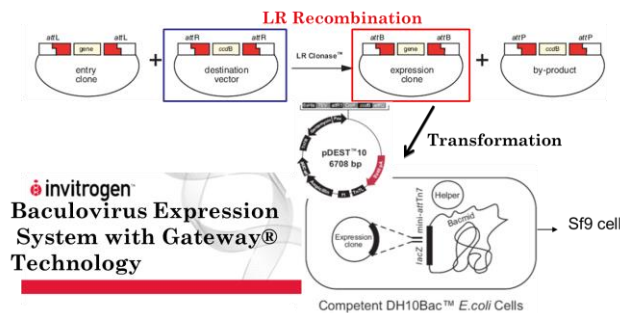 LR Recombination
attL attL attR attR attB attB attP attP
gene ccdB gene ccdB
LR Clonase™
entry clone + destination vector expression clone + by-product
pDEST™10
6708 bp
Transformation
invitrogen™
Baculovirus Expression
System with Gateway®
Technology
Helper
mini-attTn7
Bacmid
Expression
clone
lacZ
Sf9 cell
Competent DH10Bac™ E.coli Cells